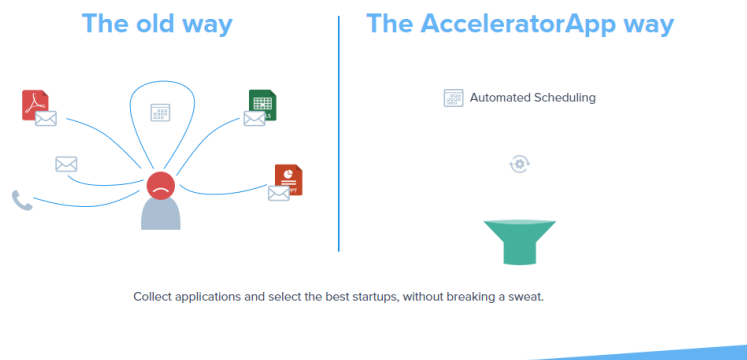 The old way
The AcceleratorApp way
Automated Scheduling
Collect applications and select the best startups, without breaking a sweat.